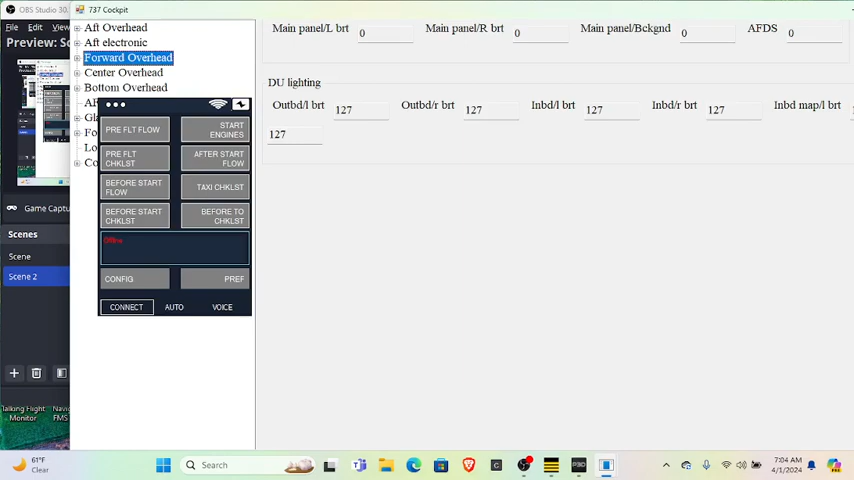 OBS Studio 30.
737 Cockpit
File Edit View
Preview: Sc
Aft Overhead
Aft electronic
Forward Overhead
Center Overhead
Bottom Overhead
Main panel/L brt 0 Main panel/R brt 0 Main panel/Bckgnd 0 AFDS 0
DU lighting
Outbd/l brt 127 Outbd/r brt 127 Inbd/l brt 127 Inbd/r brt 127 Inbd map/l brt
127
PRE FLT FLOW
START ENGINES
PRE FLT CHKLST
AFTER START FLOW
BEFORE START FLOW
TAXI CHKLST
BEFORE START CHKLST
BEFORE TO CHKLST
Offline
CONFIG
PREF
CONNECT AUTO VOICE
Game Captu
Scenes
Scene
Scene 2
Talking Flight Monitor
Navi FMS
61°F
Clear
Search
P3D
7:04 AM
4/1/2024